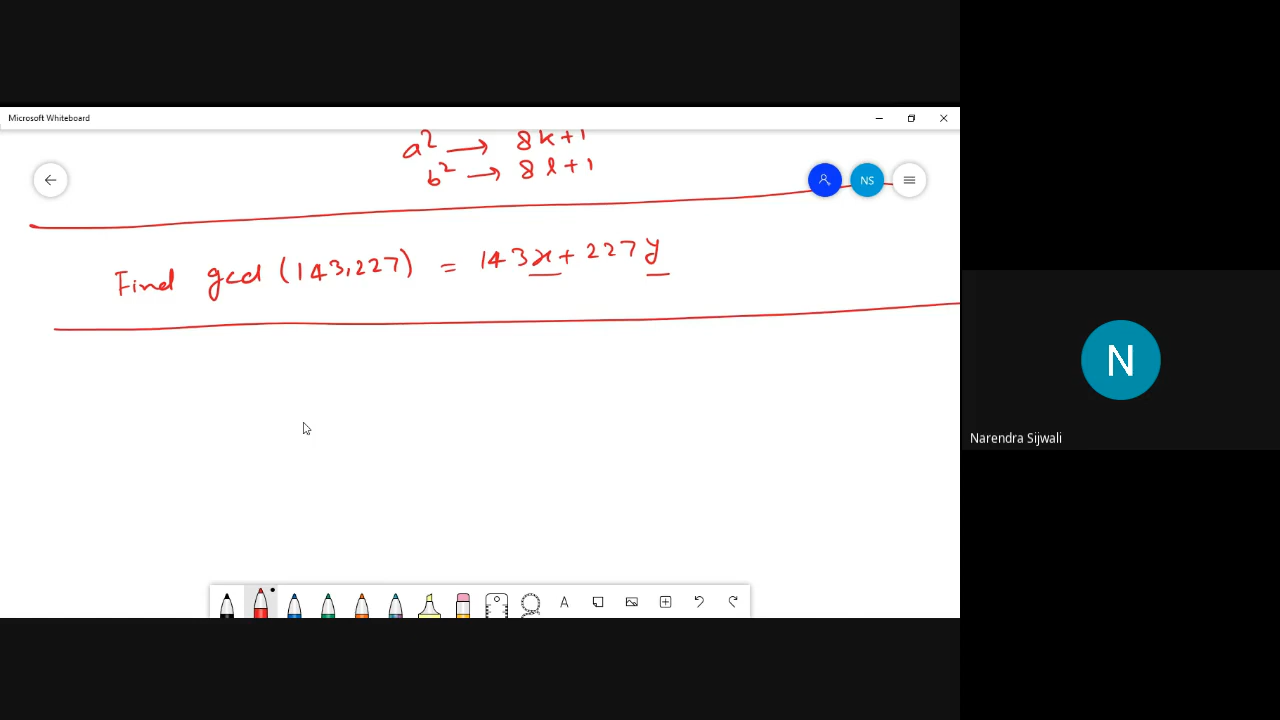 Microsoft Whiteboard
a² → 8k+1
b² → 8l+1
NS
Find gcd (143,227) = 143x + 227y
N
Narendra Sijwali
A